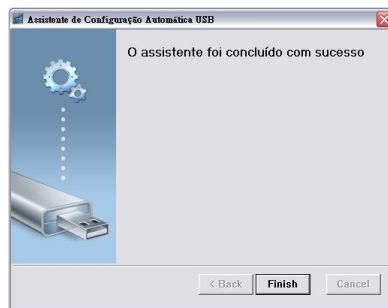 Assistente de Configuração Automática USB
O assistente foi concluído com sucesso
< Back Finish Cancel